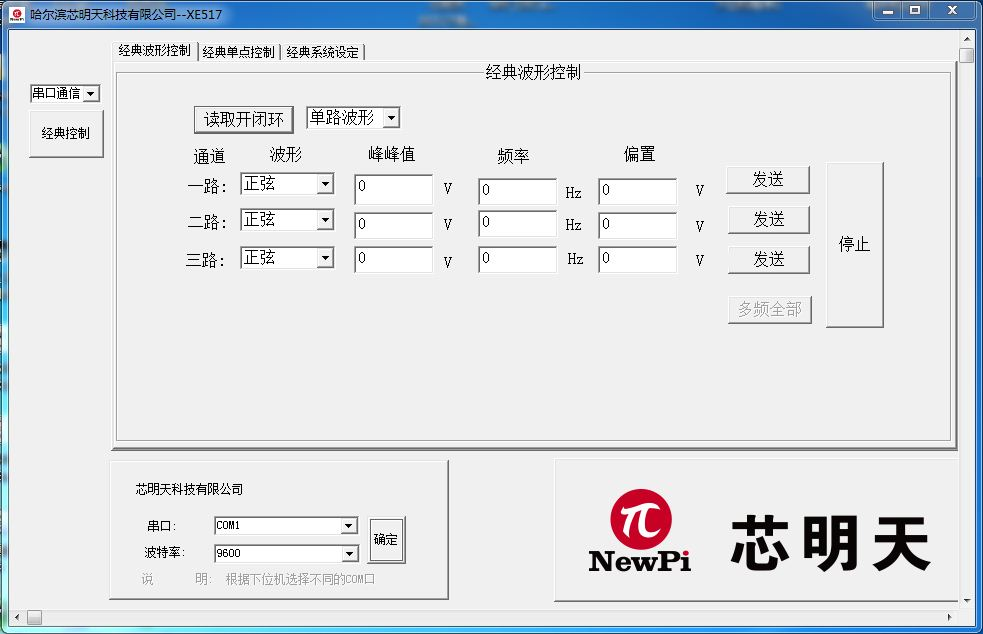 哈尔滨芯明天科技有限公司--XE517
经典波形控制 经典单点控制 经典系统设定
经典波形控制
串口通信
经典控制
读取开闭环 单路波形
通道 波形 峰峰值 频率 偏置
一路: 正弦 0 V 0 Hz 0 V 发送
二路: 正弦 0 V 0 Hz 0 V 发送
三路: 正弦 0 V 0 Hz 0 V 发送
停止
多频全部
芯明天科技有限公司
串口: COM1
波特率: 9600
确定
说 明: 根据下位机选择不同的COM口
π
NewPi
芯明天